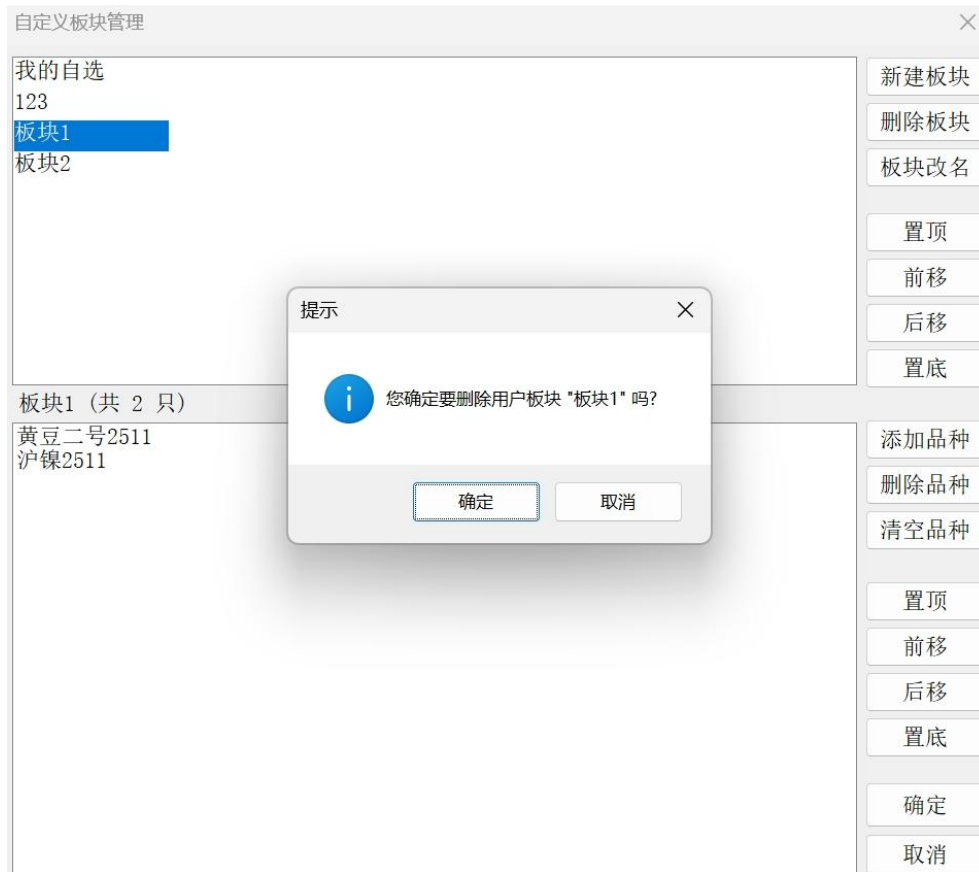 自定义板块管理
我的自选
123
板块1
板块2
新建板块
删除板块
板块改名
置顶
前移
后移
置底
提示
您确定要删除用户板块 "板块1" 吗?
确定
取消
板块1 (共 2 只)
黄豆二号2511
沪镍2511
添加品种
删除品种
清空品种
置顶
前移
后移
置底
确定
取消